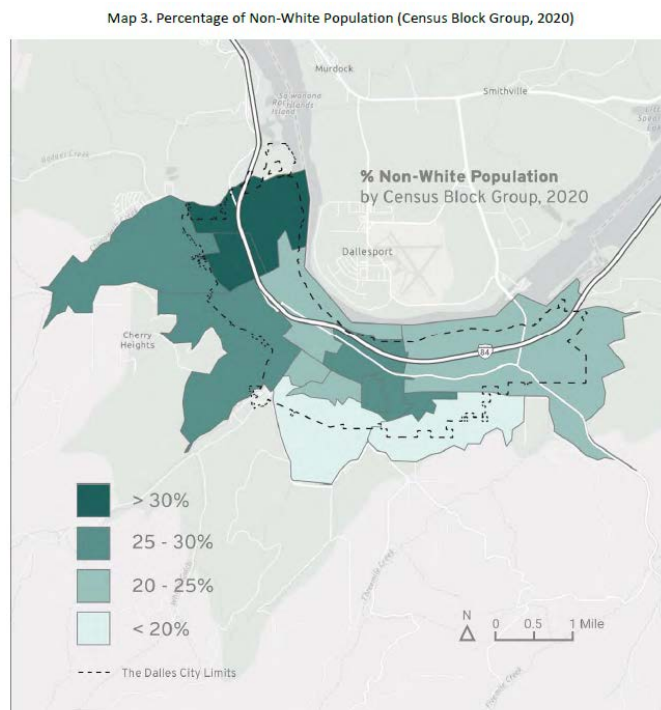 Map 3. Percentage of Non-White Population (Census Block Group, 2020)
Murdock
Smithville
% Non-White Population
by Census Block Group, 2020
Dallesport
Cherry
Heights
84
> 30%
25 - 30%
20 - 25%
< 20%
The Dalles City Limits
N
0 0.5 1 Mile